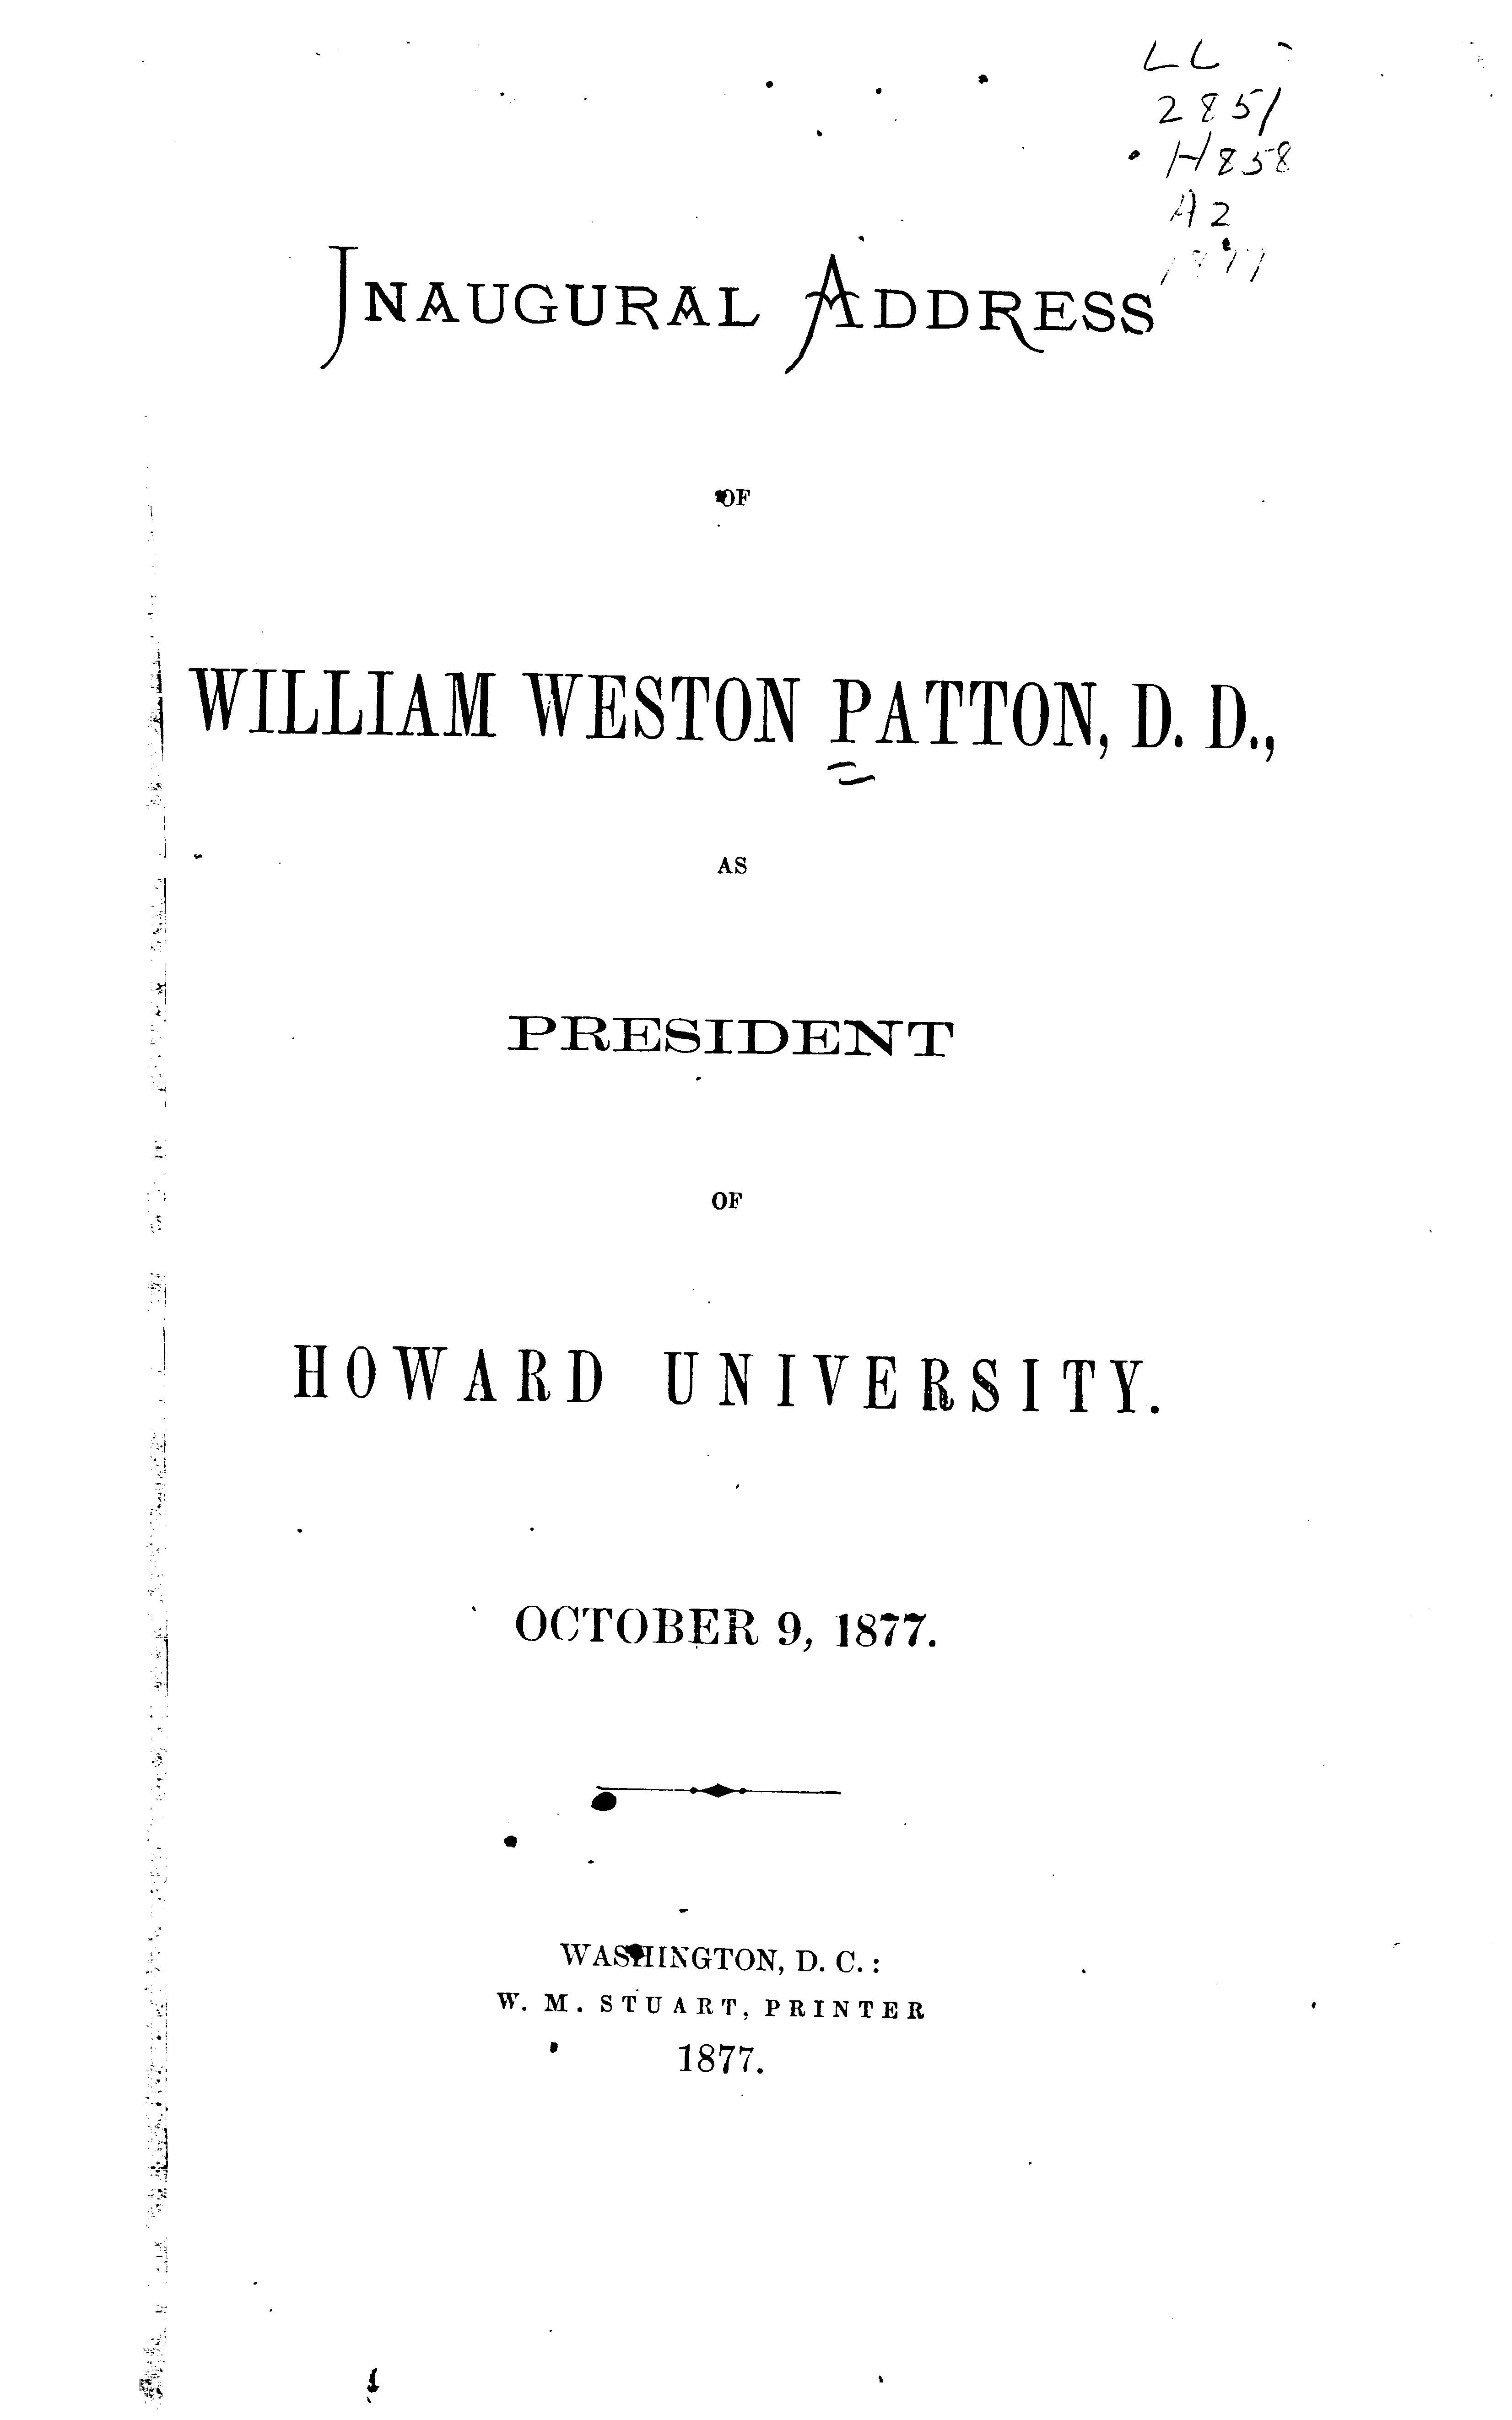 LL
2851
H858
A2
1877
INAUGURAL ADDRESS
OF
WILLIAM WESTON PATTON, D. D.,
AS
PRESIDENT
OF
HOWARD UNIVERSITY.
OCTOBER 9, 1877.
WASHINGTON, D. C.:
W. M. STUART, PRINTER
1877.